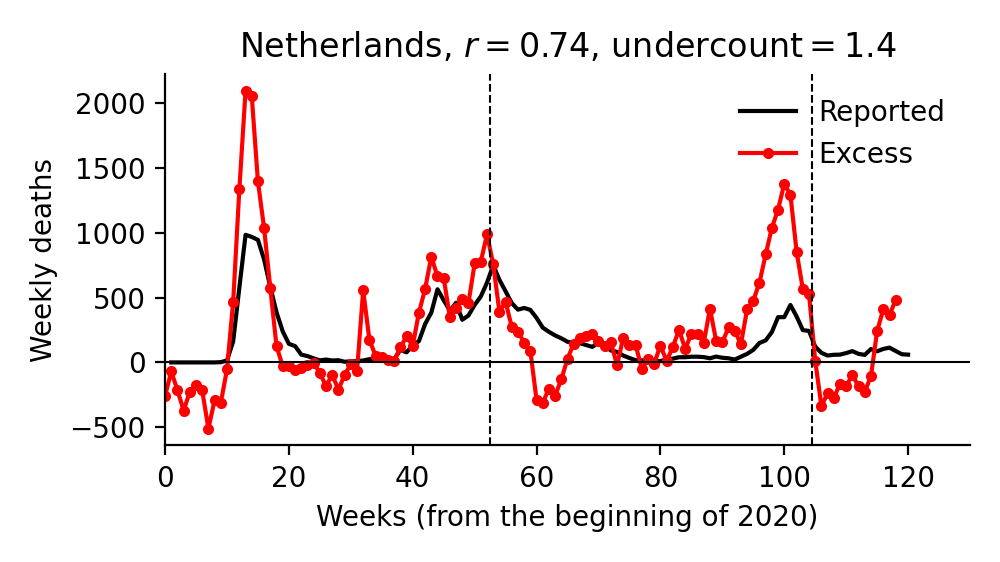 Netherlands, r = 0.74, undercount = 1.4
Weekly deaths
2000
1500
1000
500
0
−500
Reported
Excess
0 20 40 60 80 100 120
Weeks (from the beginning of 2020)